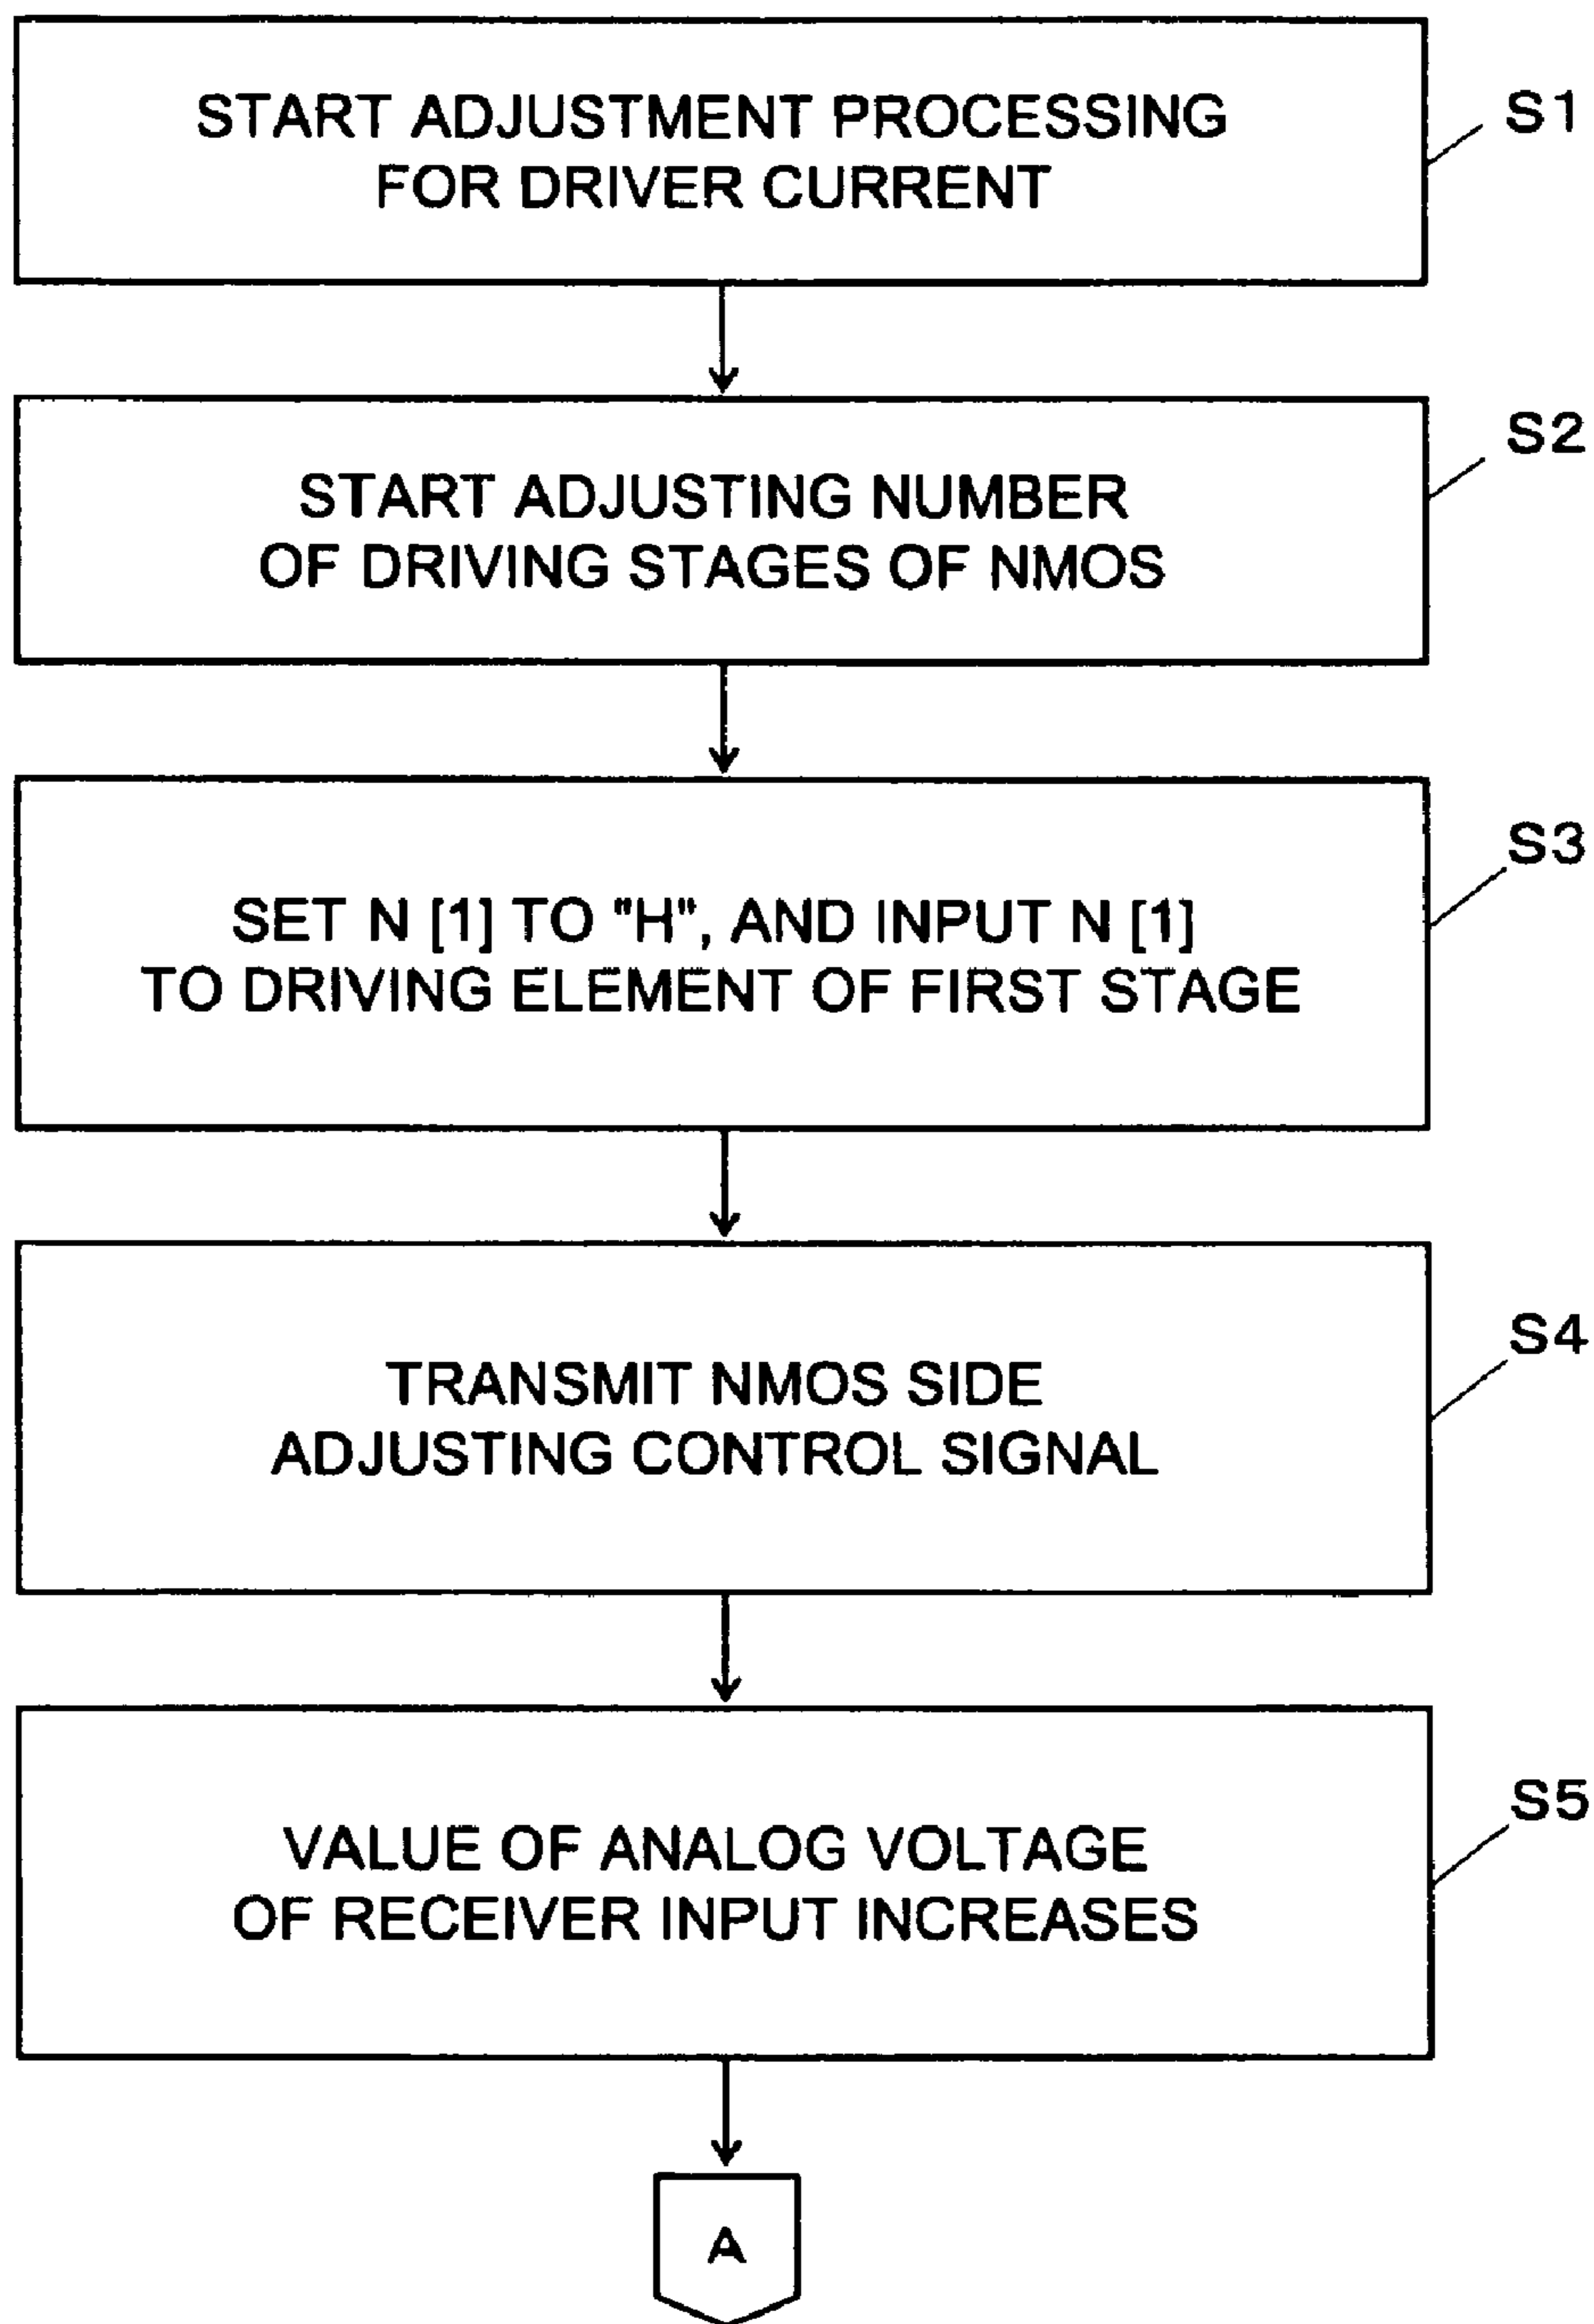 START ADJUSTMENT PROCESSING
FOR DRIVER CURRENT
S1
START ADJUSTING NUMBER
OF DRIVING STAGES OF NMOS
S2
SET N [1] TO "H", AND INPUT N [1]
TO DRIVING ELEMENT OF FIRST STAGE
S3
TRANSMIT NMOS SIDE
ADJUSTING CONTROL SIGNAL
S4
VALUE OF ANALOG VOLTAGE
OF RECEIVER INPUT INCREASES
S5
A